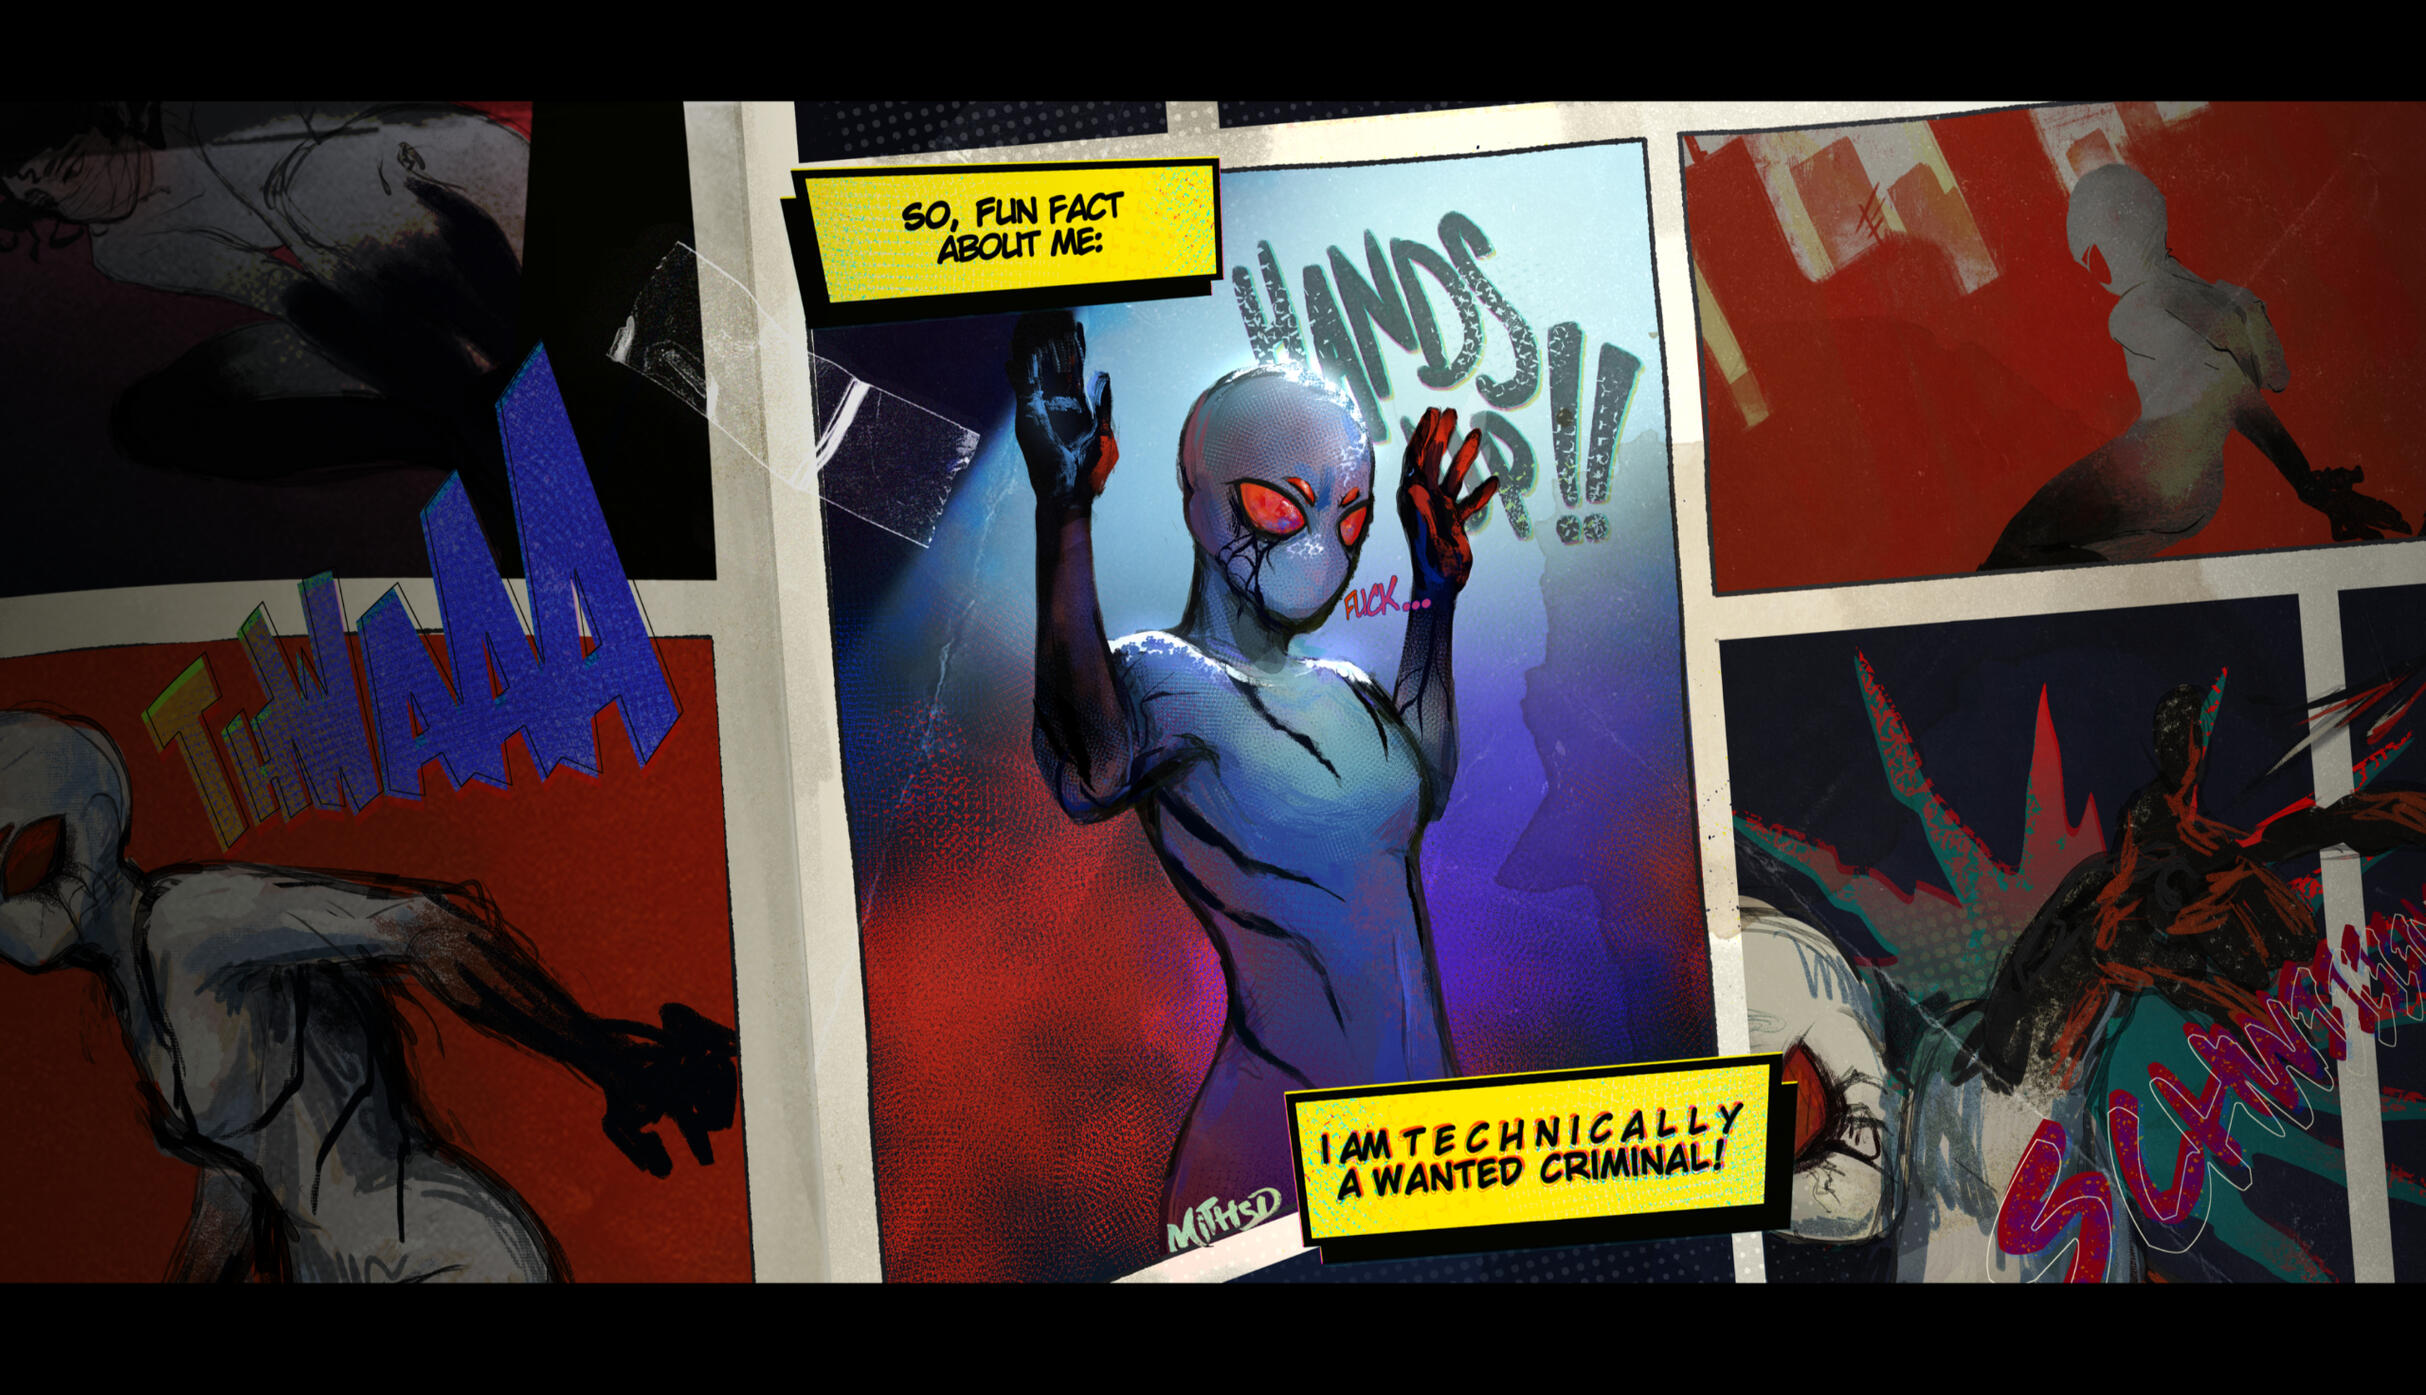 SO, FUN FACT
ABOUT ME:
HANDS
UP!!
FUCK...
THWAAA
I AM TECHNICALLY
A WANTED CRIMINAL!
MiTHSD